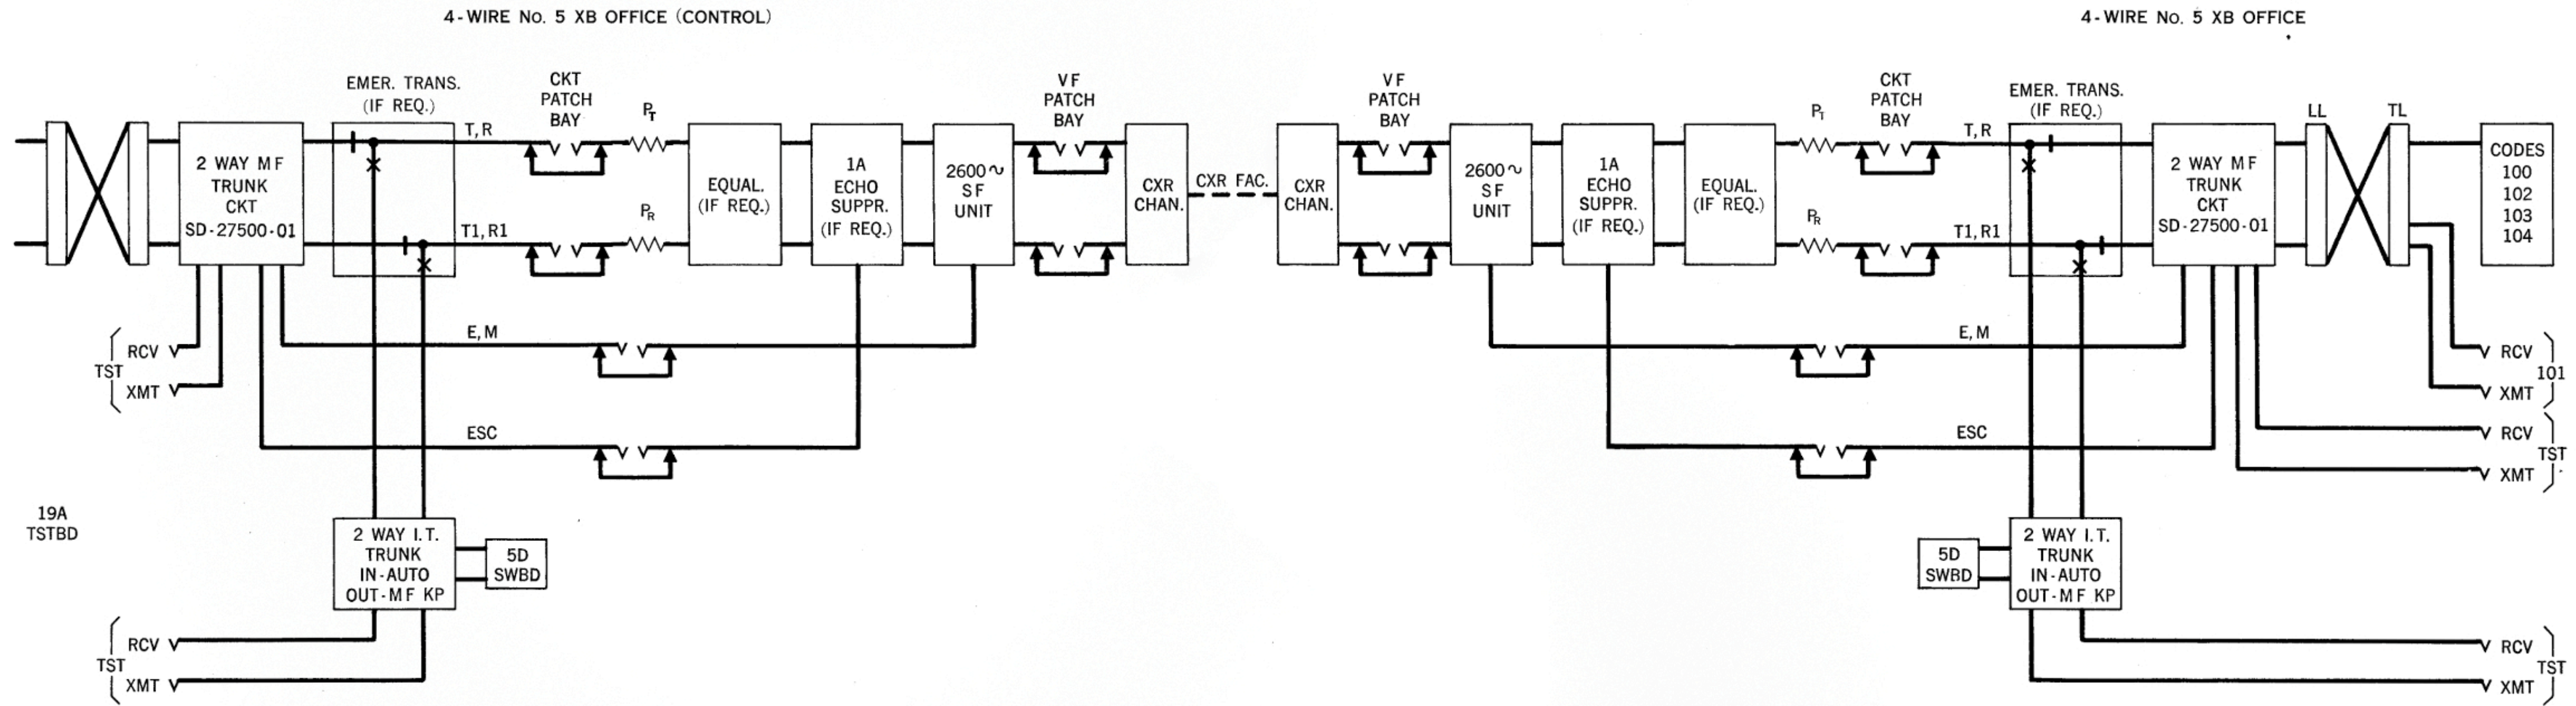 4-WIRE No. 5 XB OFFICE (CONTROL)
4-WIRE No. 5 XB OFFICE
EMER. TRANS.
(IF REQ.)
CKT
PATCH
BAY
PT
VF
PATCH
BAY
VF
PATCH
BAY
PT
CKT
PATCH
BAY
EMER. TRANS.
(IF REQ.)
LL
TL
2 WAY MF
TRUNK
CKT
SD-27500-01
T, R
T1, R1
PR
EQUAL.
(IF REQ.)
1A
ECHO
SUPPR.
(IF REQ.)
2600~
SF
UNIT
CXR
CHAN.
CXR FAC.
CXR
CHAN.
2600~
SF
UNIT
1A
ECHO
SUPPR.
(IF REQ.)
EQUAL.
(IF REQ.)
PR
T, R
T1, R1
2 WAY MF
TRUNK
CKT
SD-27500-01
CODES
100
102
103
104
TST
RCV
XMT
E, M
ESC
E, M
ESC
RCV
101
XMT
RCV
TST
XMT
19A
TSTBD
2 WAY I.T.
TRUNK
IN-AUTO
OUT-MF KP
5D
SWBD
5D
SWBD
2 WAY I.T.
TRUNK
IN-AUTO
OUT-MF KP
RCV
TST
XMT
RCV
TST
XMT